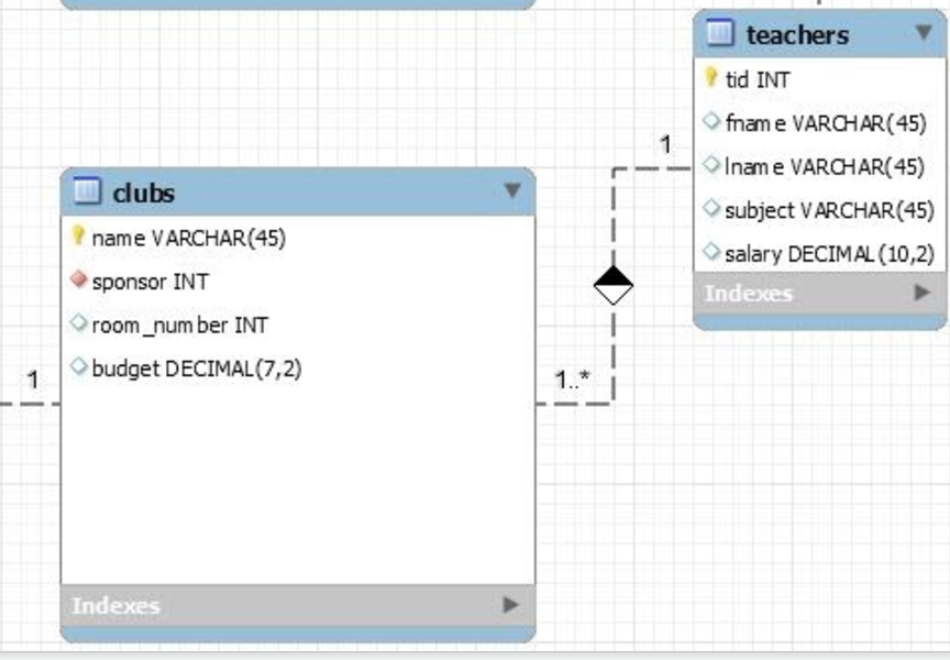 teachers
tid INT
fname VARCHAR(45)
lname VARCHAR(45)
subject VARCHAR(45)
salary DECIMAL(10,2)
Indexes
1
clubs
name VARCHAR(45)
sponsor INT
room_number INT
budget DECIMAL(7,2)
Indexes
1
1..*